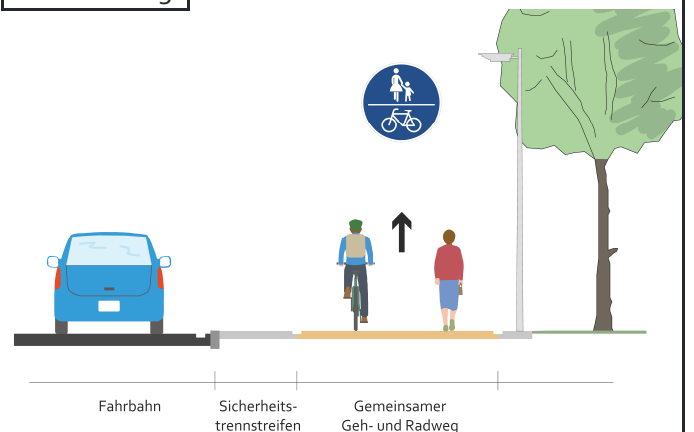 Fahrbahn
Sicherheits-
trennstreifen
Gemeinsamer
Geh- und Radweg